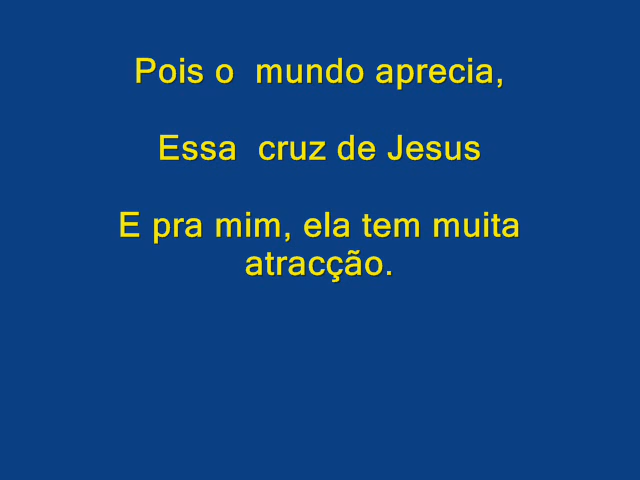 Pois o  mundo aprecia,
Essa  cruz de Jesus
E pra mim, ela tem muita
atracção.